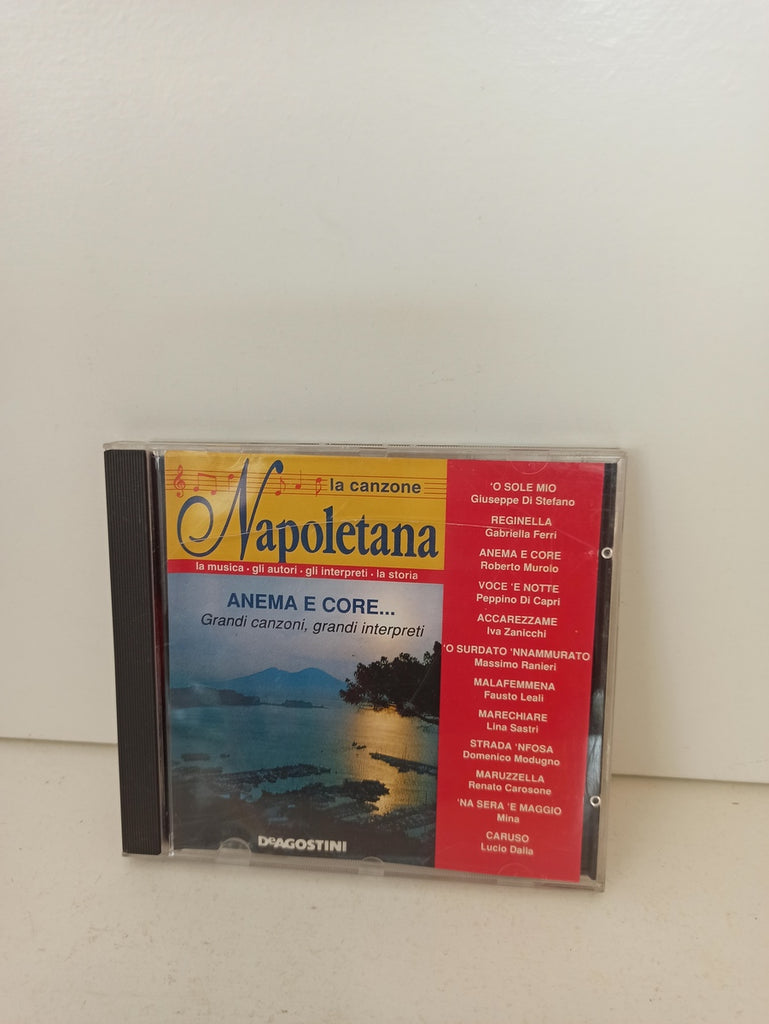 la canzone
Napoletana
la musica · gli autori · gli interpreti · la storia
ANEMA E CORE...
Grandi canzoni, grandi interpreti
DeAGOSTINI
'O SOLE MIO
Giuseppe Di Stefano
REGINELLA
Gabriella Ferri
ANEMA E CORE
Roberto Murolo
VOCE 'E NOTTE
Peppino Di Capri
ACCAREZZAME
Iva Zanicchi
'O SURDATO 'NNAMMURATO
Massimo Ranieri
MALAFEMMENA
Fausto Leali
MARECHIARE
Lina Sastri
STRADA 'NFOSA
Domenico Modugno
MARUZZELLA
Renato Carosone
'NA SERA 'E MAGGIO
Mina
CARUSO
Lucio Dalla